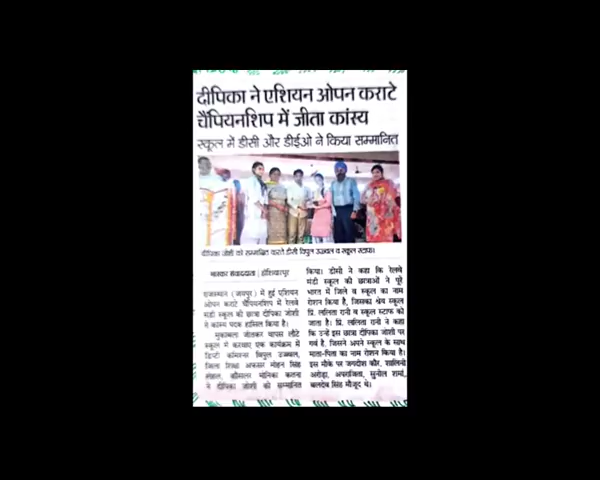 दीपिका ने एशियन ओपन कराटे
चैंपियनशिप में जीता कांस्य
स्कूल में डीसी और डीईओ ने किया सम्मानित
दीपिक जोशी को सम्मानित करते डीसी विपुल उज्जवल व स्कूल स्टाफ।
भास्कर संवाददाता | होशियारपुर
राजस्थान (जयपुर) में हुई एशियन
ओपन कराटे चैंपियनशिप में रेलवे
मंडी स्कूल की छात्रा दीपिका जोशी
ने कांस्य पदक हासिल किया है।
मुकाबला जीतकर वापस लौटे
स्कूल में करवाए एक कार्यक्रम में
डिप्टी कमिश्नर विपुल उज्जवल,
जिला शिक्षा अफसर मोहन सिंह
कौंसलर मोनिका
ने दीपिका जोशी को सम्मानित
किया। डीसी ने कहा कि रेलवे
मंडी स्कूल की छात्राओं ने पूरे
भारत में जिले व स्कूल का नाम
रोशन किया है, जिसका श्रेय स्कूल
प्रिं. ललिता रानी व स्कूल स्टाफ को
जाता है। प्रिं. ललिता रानी ने कहा
कि उन्हें इस छात्रा दीपिका जोशी पर
गर्व है, जिसने अपने स्कूल के साथ
माता-पिता का नाम रोशन किया है।
इस मौके पर जगदीश कौर, शालिनी
अरोड़ा, अपराजिता, सुनील शर्मा,
बलदेव सिंह मौजूद थे।